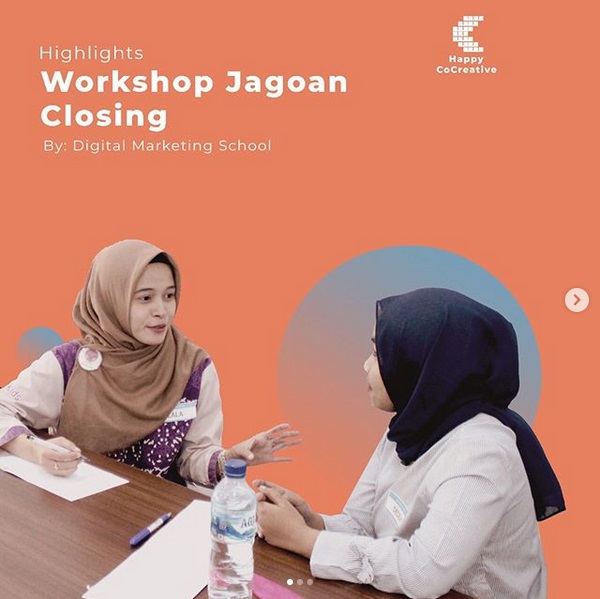 Happy
CoCreative
Highlights
Workshop Jagoan
Closing
By: Digital Marketing School